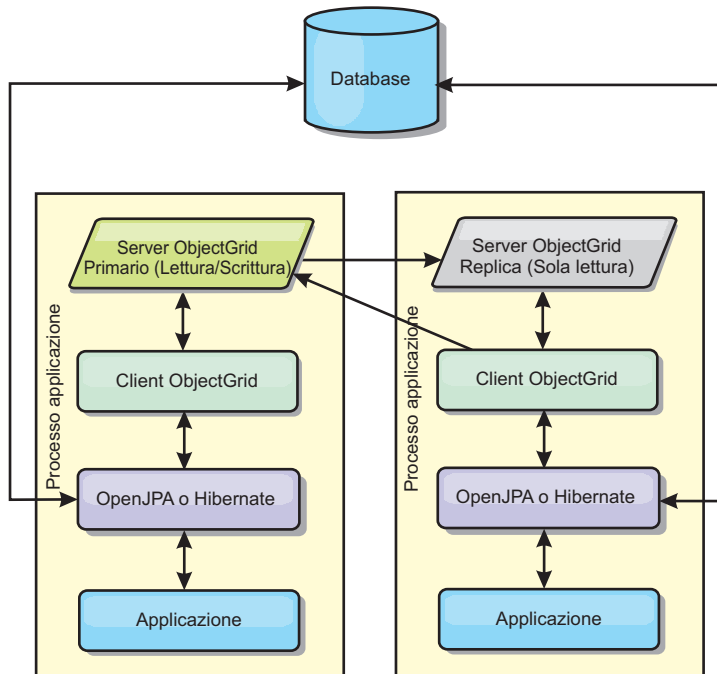 Database
Server ObjectGrid
Primario (Lettura/Scrittura)
Processo applicazione
Client ObjectGrid
OpenJPA o Hibernate
Applicazione
Server ObjectGrid
Replica (Sola lettura)
Processo applicazione
Client ObjectGrid
OpenJPA o Hibernate
Applicazione